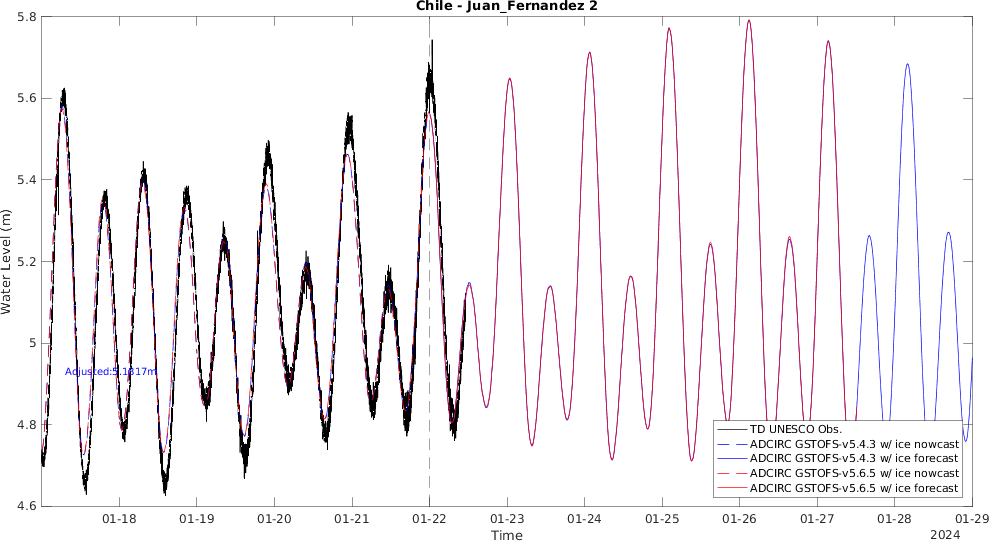 Chile - Juan_Fernandez 2
Water Level (m)
5.8
5.6
5.4
5.2
5
4.8
4.6
Adjusted:5.1317m
TD UNESCO Obs.
ADCIRC GSTOFS-v5.4.3 w/ ice nowcast
ADCIRC GSTOFS-v5.4.3 w/ ice forecast
ADCIRC GSTOFS-v5.6.5 w/ ice nowcast
ADCIRC GSTOFS-v5.6.5 w/ ice forecast
01-18 01-19 01-20 01-21 01-22 01-23 01-24 01-25 01-26 01-27 01-28 01-29
Time
2024